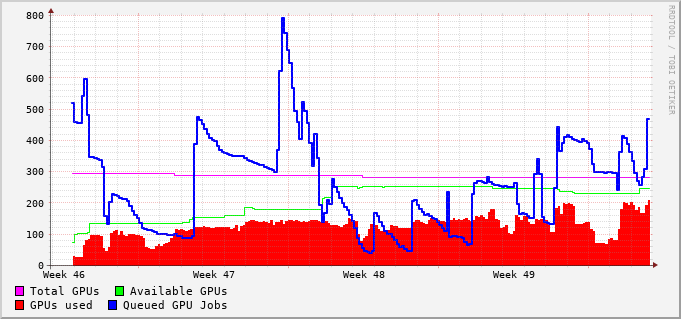 800
700
600
500
400
300
200
100
0
Week 46 Week 47 Week 48 Week 49
Total GPUs Available GPUs
GPUs used Queued GPU Jobs
RRDTOOL / TOBI OETIKER